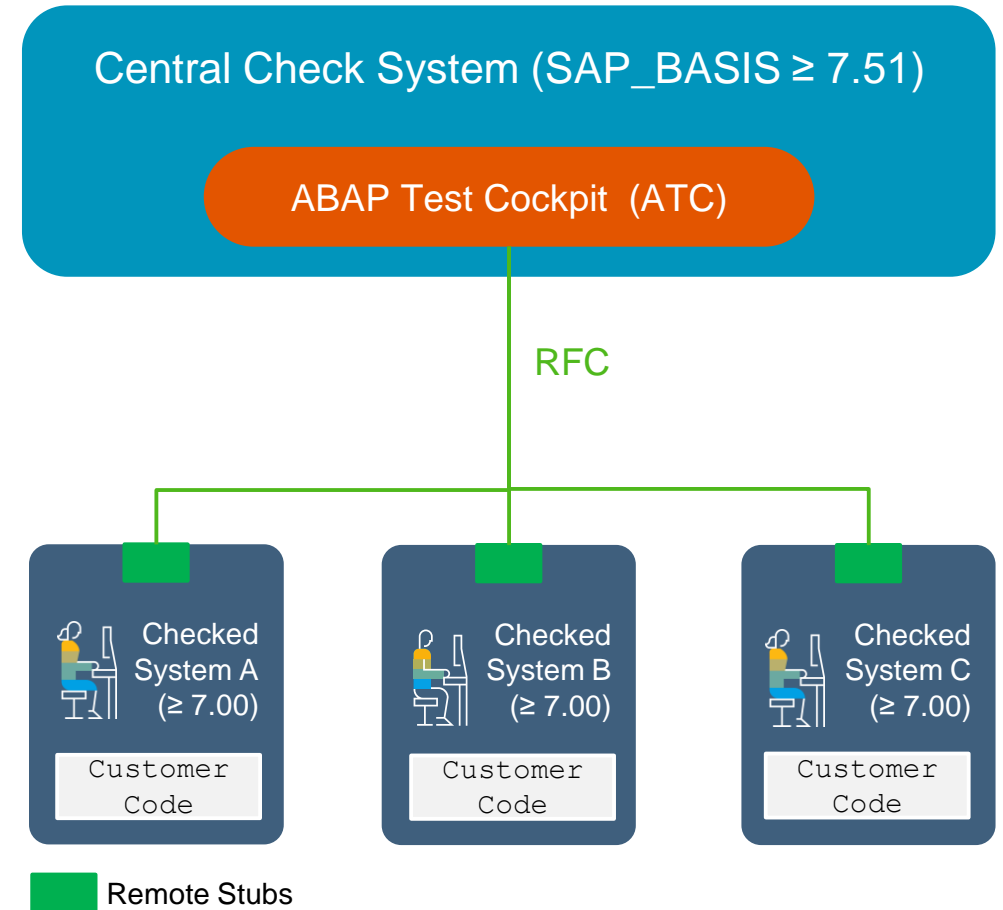 Central Check System (SAP_BASIS ≥ 7.51)
ABAP Test Cockpit (ATC)
RFC
Checked
System A
(≥ 7.00)
Customer
Code
Checked
System B
(≥ 7.00)
Customer
Code
Checked
System C
(≥ 7.00)
Customer
Code
Remote Stubs